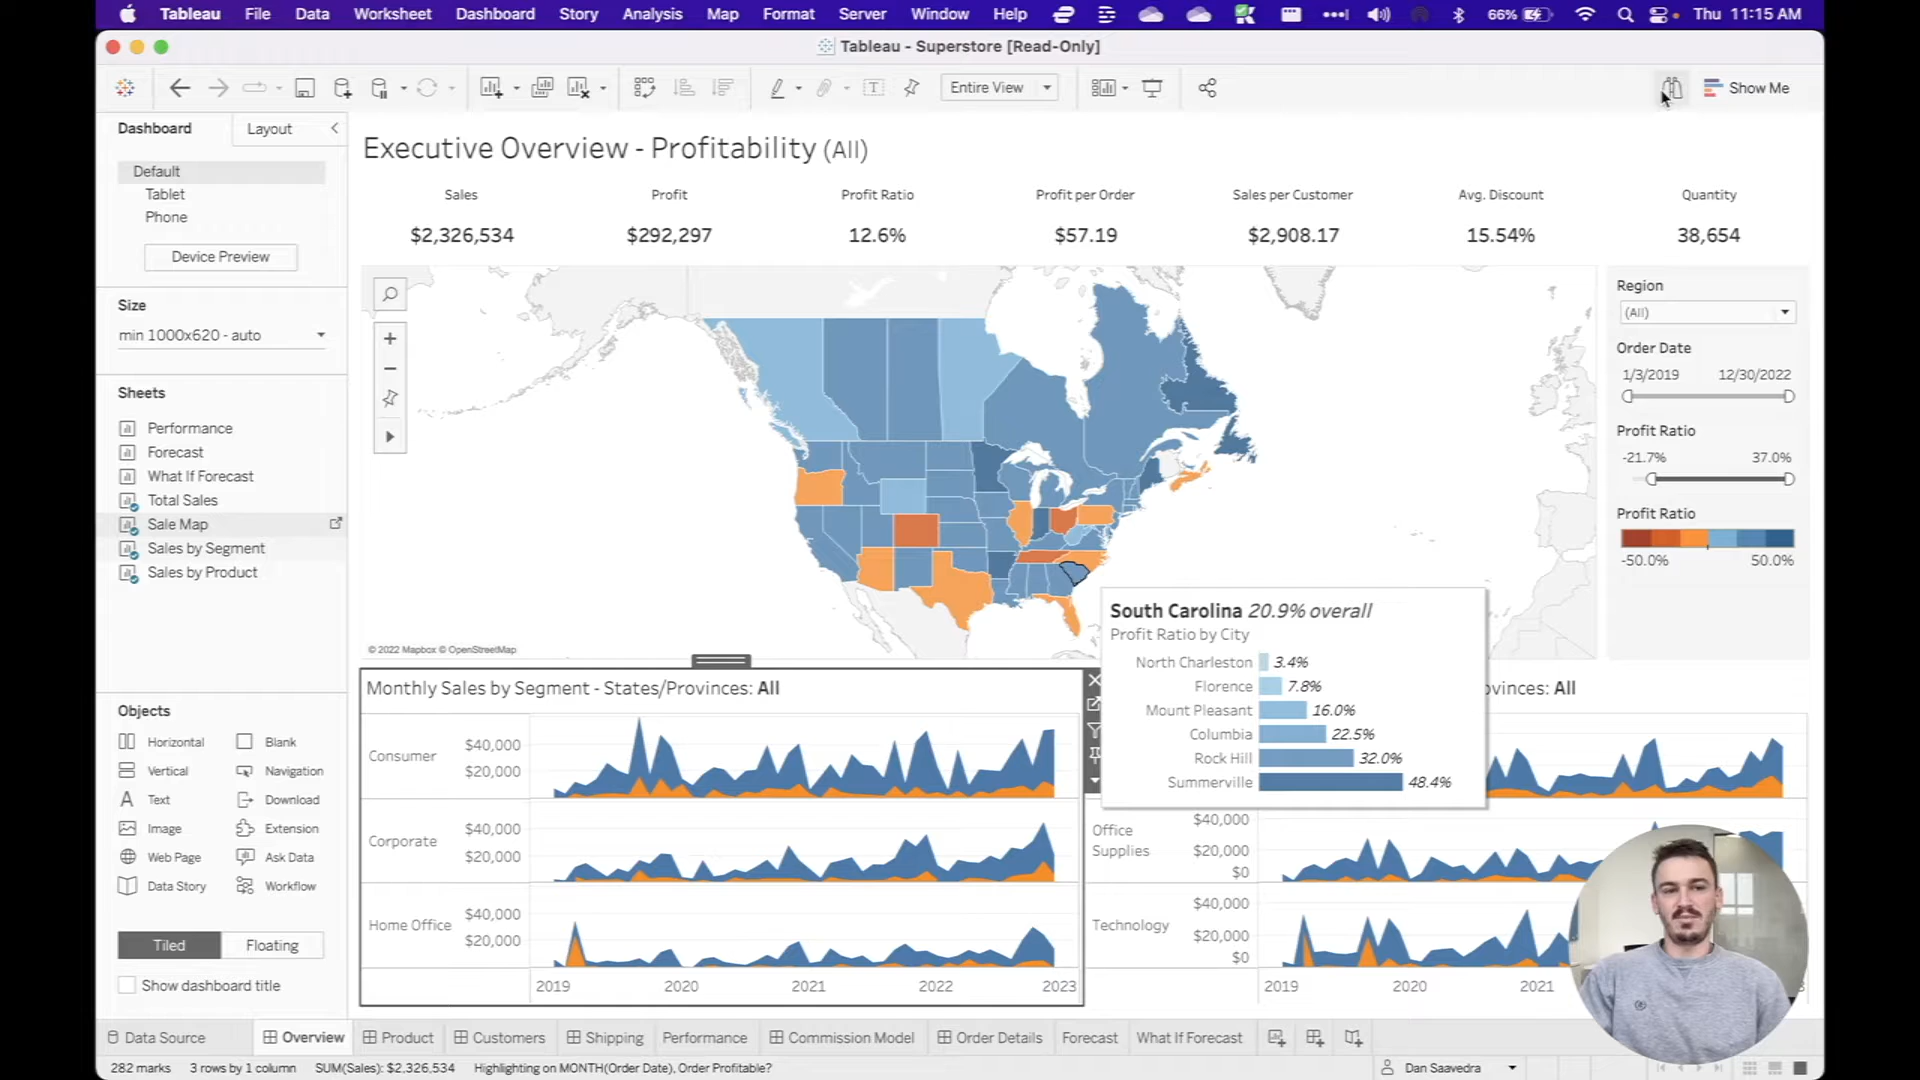 Tableau File Data Worksheet Dashboard Story Analysis Map Format Server Window Help 66% Thu 11:15 AM
Tableau - Superstore [Read-Only]
Entire View
Show Me
Dashboard Layout
Default
Tablet
Phone
Device Preview
Size
min 1000x620 - auto
Sheets
Performance
Forecast
What If Forecast
Total Sales
Sale Map
Sales by Segment
Sales by Product
Objects
Horizontal Blank
Vertical Navigation
Text Download
Image Extension
Web Page Ask Data
Data Story Workflow
Tiled Floating
Show dashboard title
Executive Overview - Profitability (All)
Sales Profit Profit Ratio Profit per Order Sales per Customer Avg. Discount Quantity
$2,326,534 $292,297 12.6% $57.19 $2,908.17 15.54% 38,654
© 2022 Mapbox © OpenStreetMap
Region
(All)
Order Date
1/3/2019 12/30/2022
Profit Ratio
-21.7% 37.0%
Profit Ratio
-50.0% 50.0%
South Carolina 20.9% overall
Profit Ratio by City
North Charleston 3.4%
Florence 7.8%
Mount Pleasant 16.0%
Columbia 22.5%
Rock Hill 32.0%
Summerville 48.4%
Monthly Sales by Segment - States/Provinces: All
Consumer
$40,000
$20,000
Corporate
$40,000
$20,000
Home Office
$40,000
$20,000
2019 2020 2021 2022 2023
ovinces: All
Office
Supplies
$40,000
$20,000
$0
Technology
$40,000
$20,000
$0
2019 2020 2021
Data Source Overview Product Customers Shipping Performance Commission Model Order Details Forecast What If Forecast
282 marks 3 rows by 1 column SUM(Sales): $2,326,534 Highlighting on MONTH(Order Date), Order Profitable? Dan Saavedra